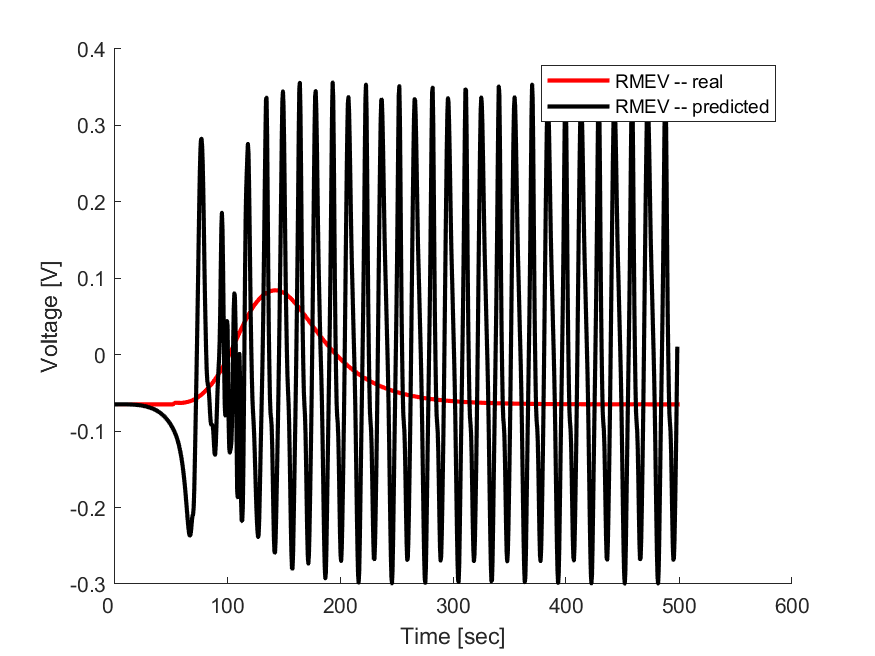 0.4
0.3
0.2
0.1
0
-0.1
-0.2
-0.3
0 100 200 300 400 500 600
Time [sec]
Voltage [V]
RMEV -- real
RMEV -- predicted